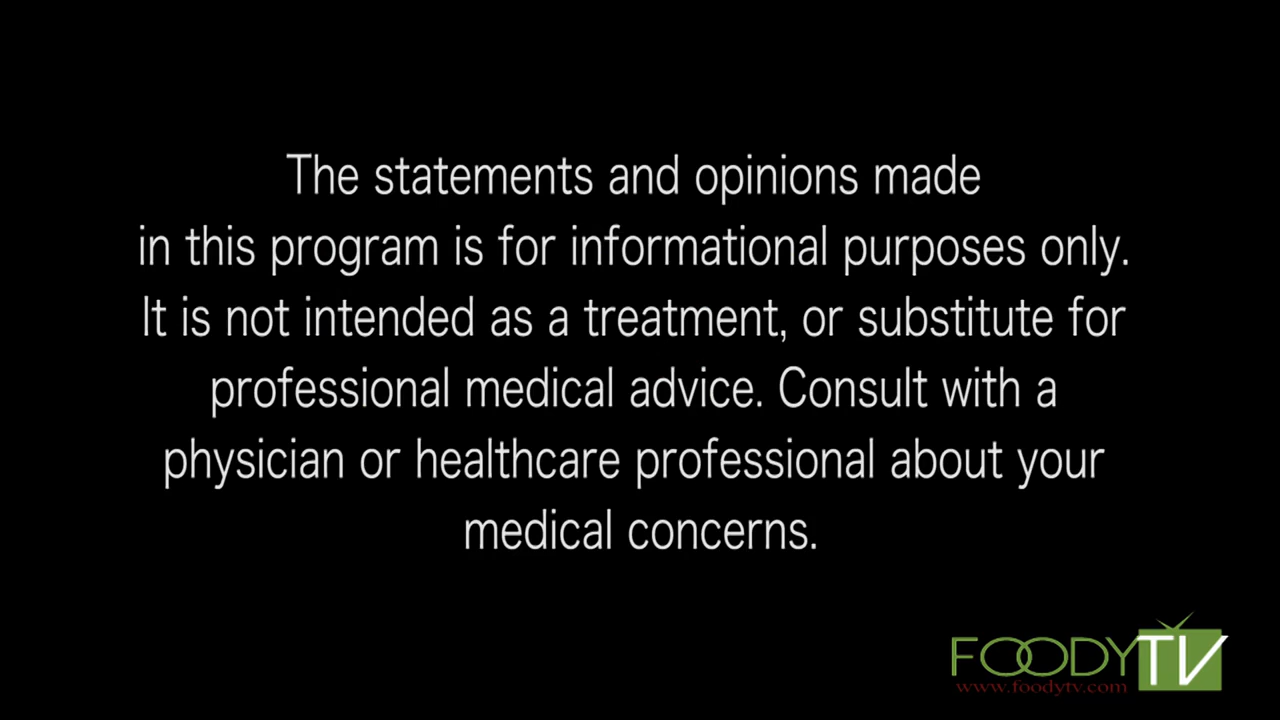 The statements and opinions made
in this program is for informational purposes only.
It is not intended as a treatment, or substitute for
professional medical advice. Consult with a
physician or healthcare professional about your
medical concerns.
FOODYTV
www.foodytv.com